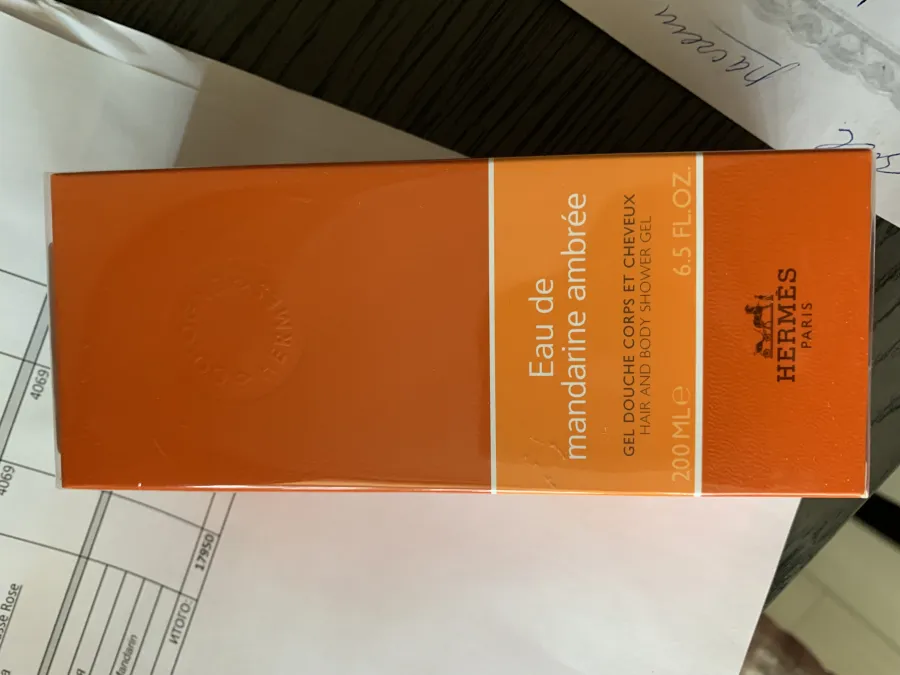 Eau de
mandarine ambrée
GEL DOUCHE CORPS ET CHEVEUX
HAIR AND BODY SHOWER GEL
200 ML e 6.5 FL.OZ.
HERMÈS
PARIS
4069
4069
17950
ИТОГО:
Rose
Mandarin